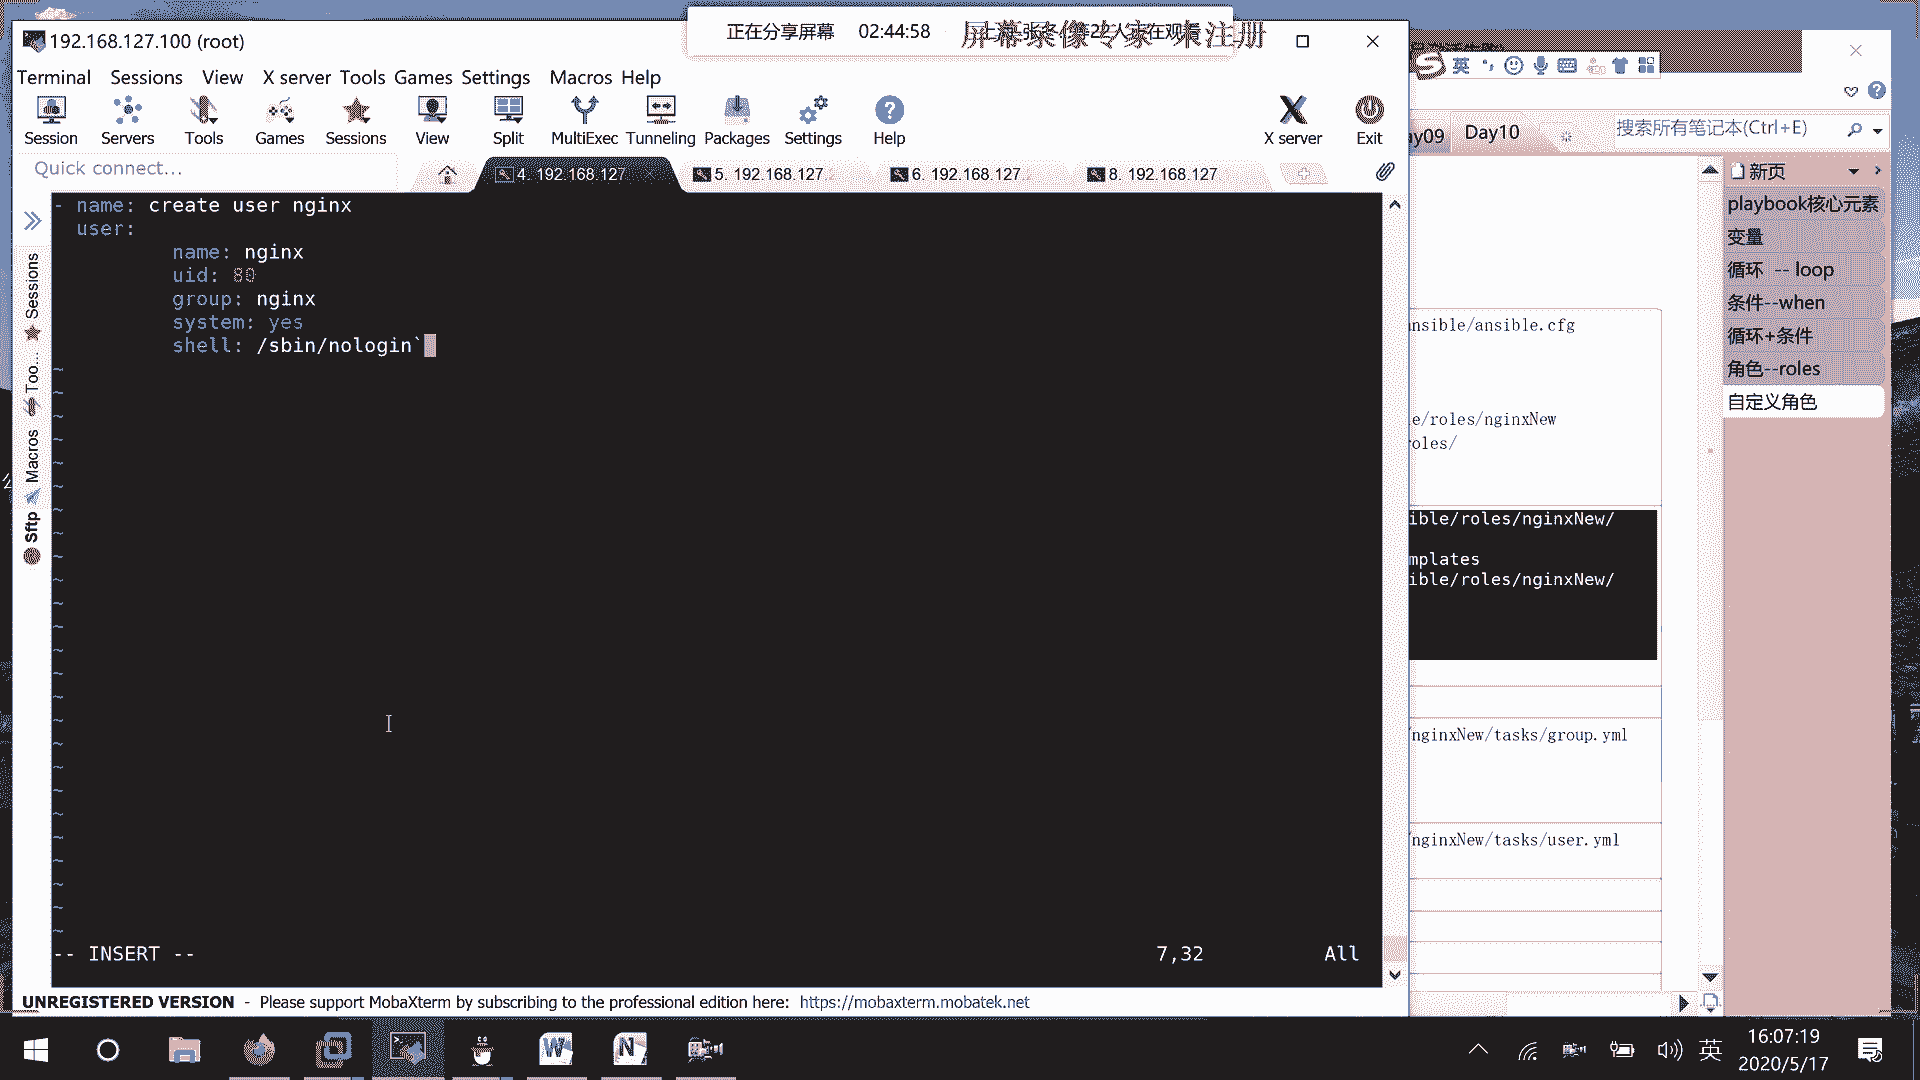 192.168.127.100 (root)
正在分享屏幕 02:44:58
屏幕录像专家 未注册
Terminal Sessions View X server Tools Games Settings Macros Help
Session Servers Tools Games Sessions View Split MultiExec Tunneling Packages Settings Help X server Exit
Quick connect...
4. 192.168.127
5. 192.168.127.
6. 192.168.127.
8. 192.168.127
Sessions
Too...
Macros
Sftp
- name: create user nginx
user:
name: nginx
uid: 80
group: nginx
system: yes
shell: /sbin/nologin`
-- INSERT -- 7,32 All
UNREGISTERED VERSION - Please support MobaXterm by subscribing to the professional edition here: https://mobaxterm.mobatek.net
英
ay09 Day10 搜索所有笔记本(Ctrl+E)
新页
playbook核心元素
变量
循环 -- loop
条件--when
循环+条件
角色--roles
自定义角色
ansible/ansible.cfg
le/roles/nginxNew
roles/
ible/roles/nginxNew/
mplates
ible/roles/nginxNew/
/nginxNew/tasks/group.yml
/nginxNew/tasks/user.yml
英 16:07:19
2020/5/17